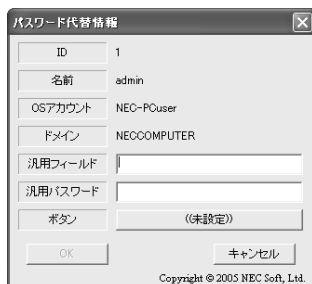 パスワード代替情報
ID 1
名前 admin
OSアカウント NEC-PCuser
ドメイン NECCOMPUTER
汎用フィールド
汎用パスワード
ボタン ((未設定))
OK キャンセル
Copyright © 2005 NEC Soft, Ltd.